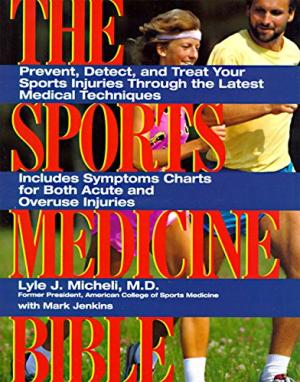 THE
Prevent, Detect, and Treat Your
Sports Injuries Through the Latest
Medical Techniques
SPORTS
Includes Symptoms Charts
for Both Acute and
Overuse Injuries
MEDICINE
Lyle J. Micheli, M.D.
Former President, American College of Sports Medicine
with Mark Jenkins
BIBLE